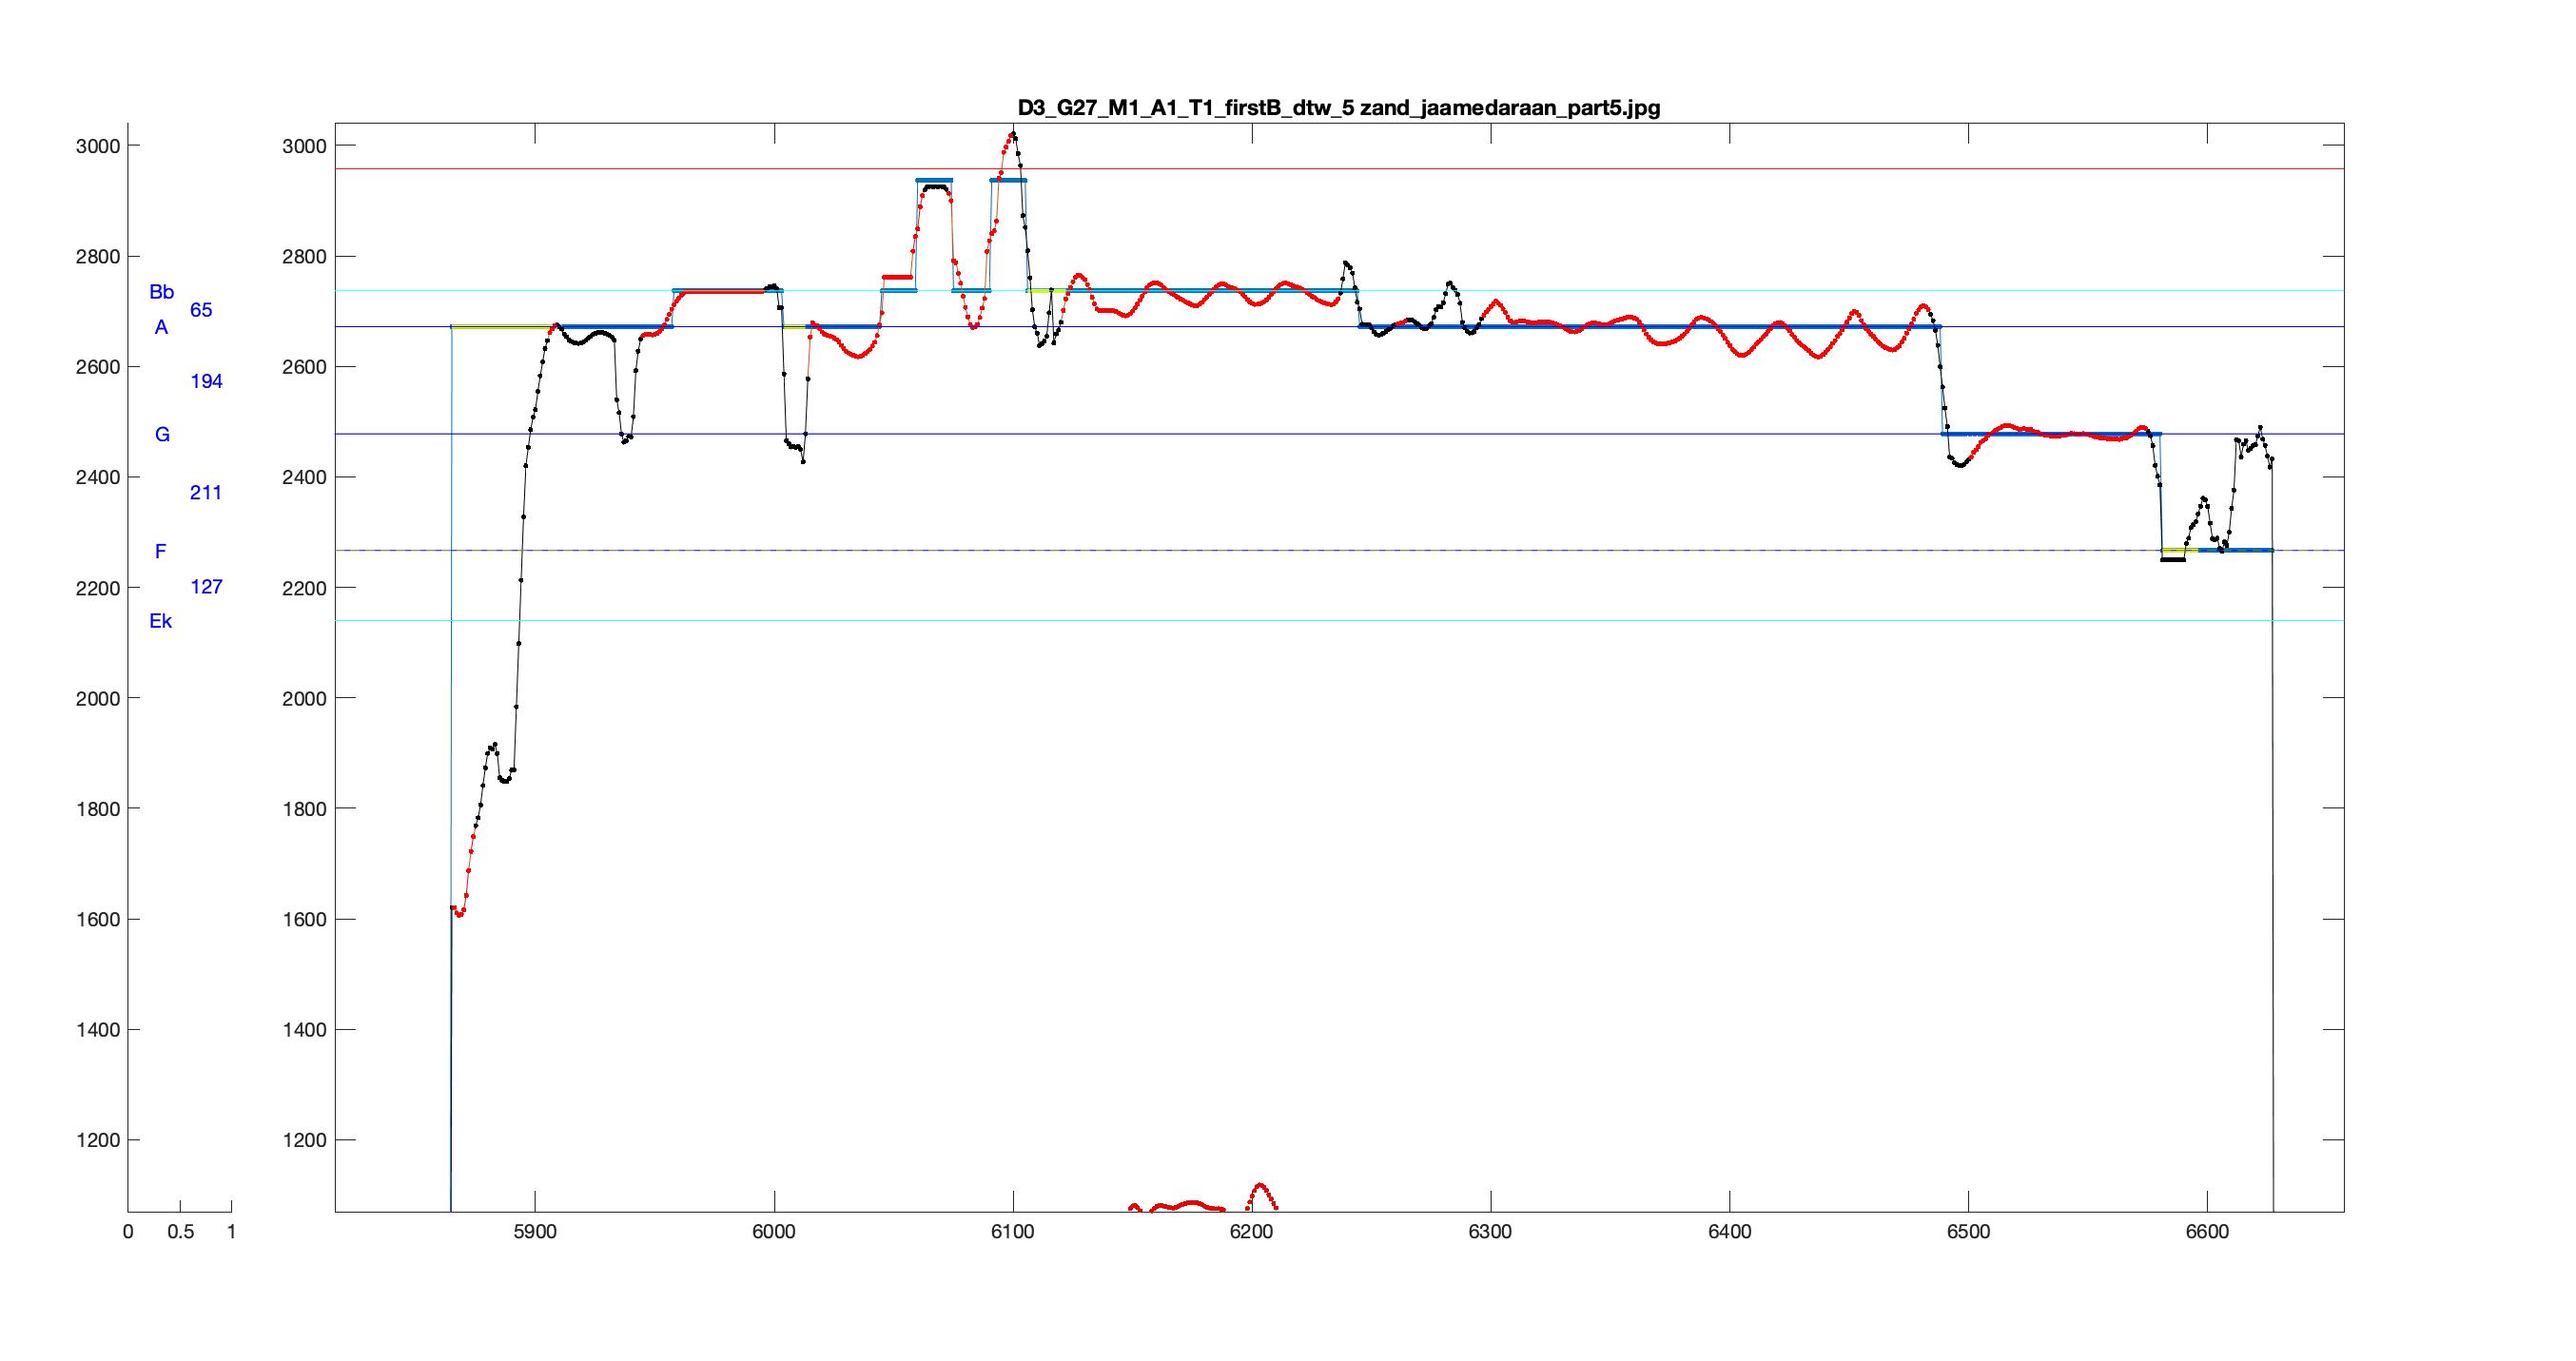 D3_G27_M1_A1_T1_firstB_dtw_5 zand_jaamedaraan_part5.jpg
3000 3000
2800 2800
Bb
65
A
2600 2600
194
G
2400 2400
211
F
2200 2200
127
Ek
2000 2000
1800 1800
1600 1600
1400 1400
1200 1200
0 0.5 1 5900 6000 6100 6200 6300 6400 6500 6600